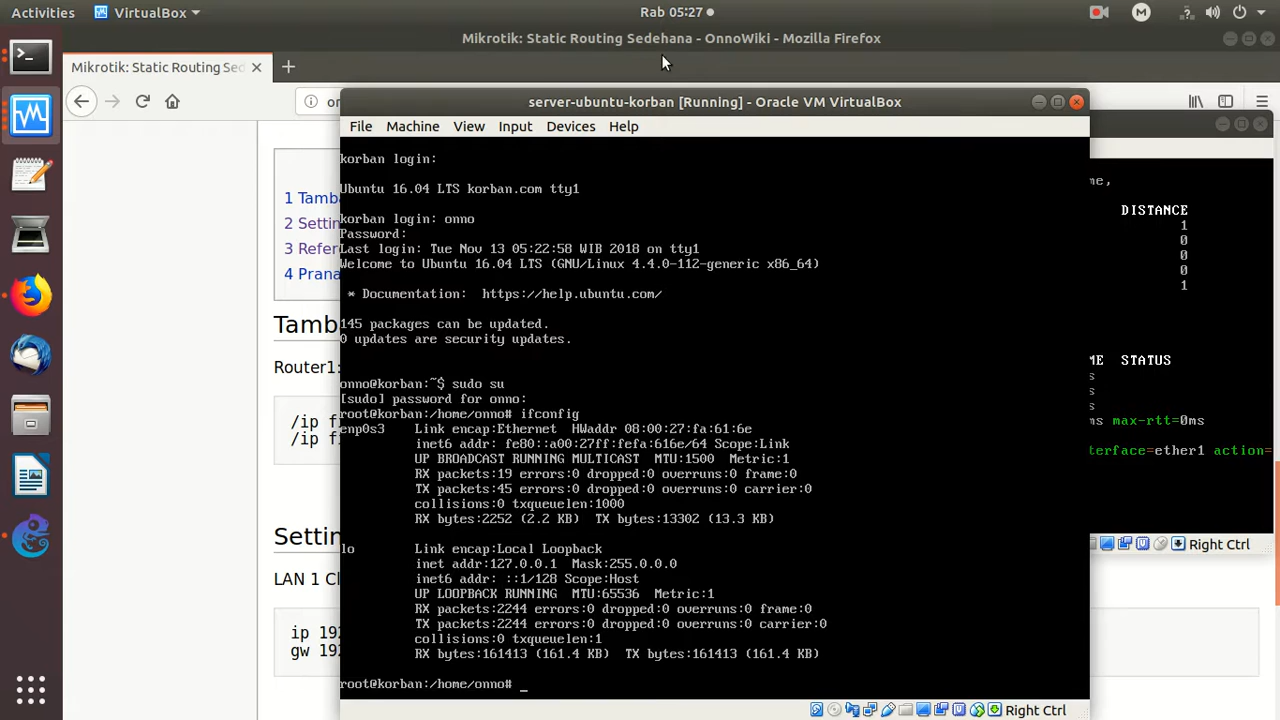 Activities
VirtualBox
Rab 05:27
M
Mikrotik: Static Routing Sedehana - OnnoWiki - Mozilla Firefox
Mikrotik: Static Routing Sed
server-ubuntu-korban [Running] - Oracle VM VirtualBox
File Machine View Input Devices Help
korban login:
Ubuntu 16.04 LTS korban.com tty1
korban login: onno
Password:
Last login: Tue Nov 13 05:22:58 WIB 2018 on tty1
Welcome to Ubuntu 16.04 LTS (GNU/Linux 4.4.0-112-generic x86_64)
* Documentation: https://help.ubuntu.com/
145 packages can be updated.
0 updates are security updates.
onno@korban:~$ sudo su
[sudo] password for onno:
root@korban:/home/onno# ifconfig
enp0s3 Link encap:Ethernet HWaddr 08:00:27:fa:61:6e
inet6 addr: fe80::a00:27ff:fefa:616e/64 Scope:Link
UP BROADCAST RUNNING MULTICAST MTU:1500 Metric:1
RX packets:19 errors:0 dropped:0 overruns:0 frame:0
TX packets:45 errors:0 dropped:0 overruns:0 carrier:0
collisions:0 txqueuelen:1000
RX bytes:2252 (2.2 KB) TX bytes:13302 (13.3 KB)
lo Link encap:Local Loopback
inet addr:127.0.0.1 Mask:255.0.0.0
inet6 addr: ::1/128 Scope:Host
UP LOOPBACK RUNNING MTU:65536 Metric:1
RX packets:2244 errors:0 dropped:0 overruns:0 frame:0
TX packets:2244 errors:0 dropped:0 overruns:0 carrier:0
collisions:0 txqueuelen:1
RX bytes:161413 (161.4 KB) TX bytes:161413 (161.4 KB)
root@korban:/home/onno# _
Right Ctrl
1 Tamb
2 Settin
3 Refer
4 Prana
Tamb
Router1:
/ip f
/ip f
Settin
LAN 1 Cl
ip 192
gw 192
me,
DISTANCE
1
0
0
0
1
ME STATUS
s
s
s
ms max-rtt=0ms
terface=ether1 action=
Right Ctrl